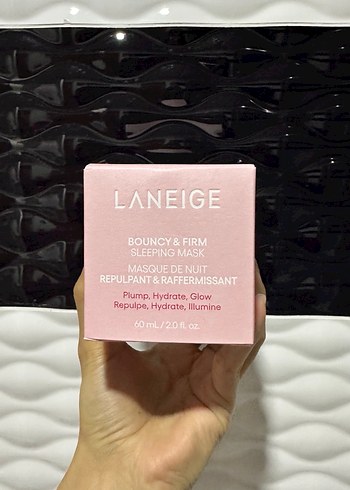 LANEIGE
BOUNCY & FIRM
SLEEPING MASK
MASQUE DE NUIT
REPULPANT & RAFFERMISSANT
Plump, Hydrate, Glow
Repulpe, Hydrate, Illumine
60 mL / 2.0 fl. oz.